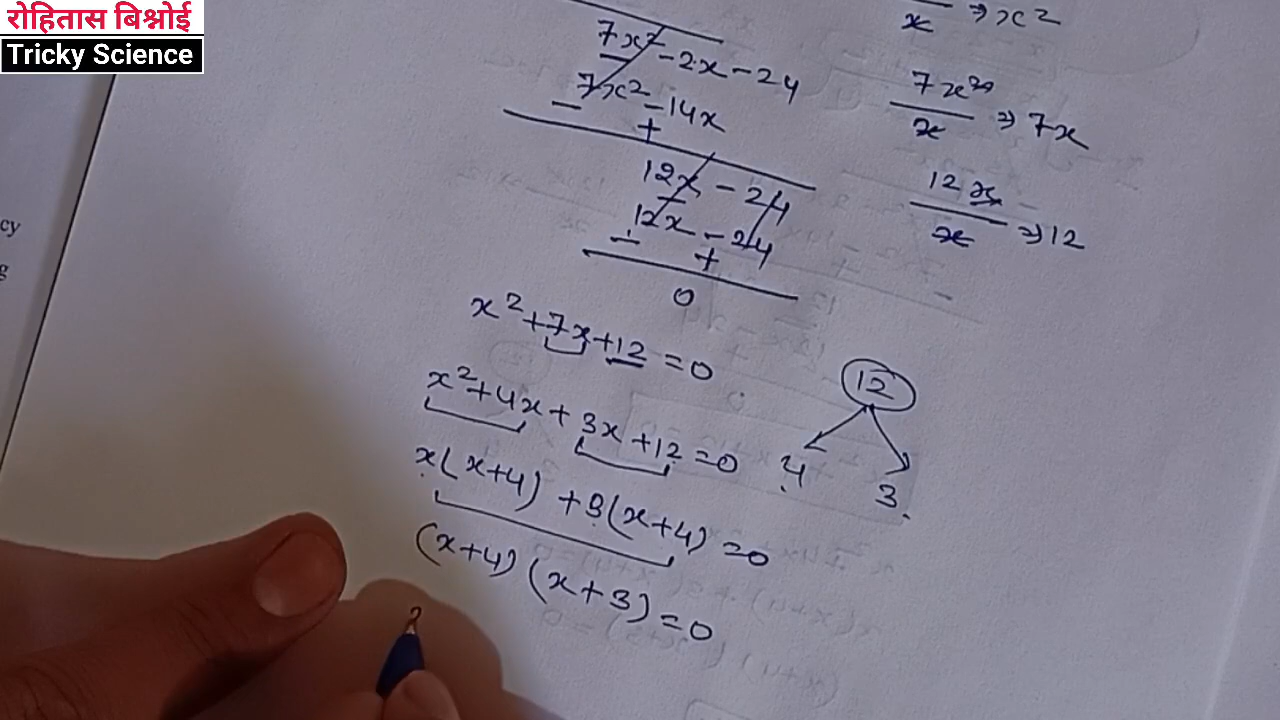 रोहितास बिश्नोई
Tricky Science
cy
g
x ⇒ x²
7x² - 2x - 24
7x² - 14x
- +
7x²/x ⇒ 7x
12x - 24
12x - 24
- +
0
12x/x ⇒ 12
x² + 7x + 12 = 0
x² + 4x + 3x + 12 = 0
x(x+4) + 3(x+4) = 0
(x+4) (x+3) = 0
12
4 3